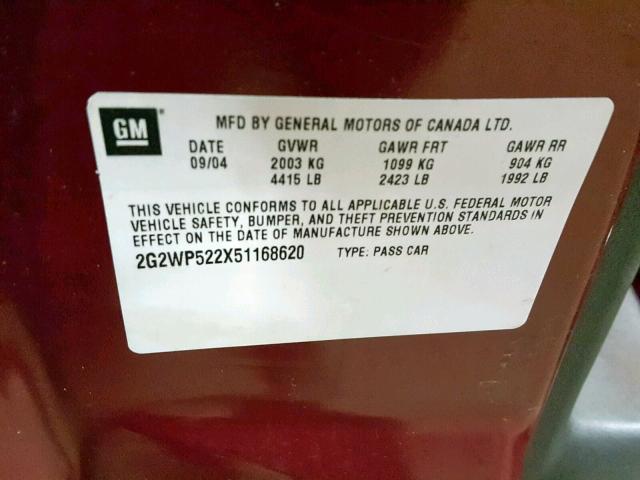 GM MFD BY GENERAL MOTORS OF CANADA LTD.
DATE GVWR GAWR FRT GAWR RR
09/04 2003 KG 1099 KG 904 KG
4415 LB 2423 LB 1992 LB
THIS VEHICLE CONFORMS TO ALL APPLICABLE U.S. FEDERAL MOTOR
VEHICLE SAFETY, BUMPER, AND THEFT PREVENTION STANDARDS IN
EFFECT ON THE DATE OF MANUFACTURE SHOWN ABOVE.
2G2WP522X51168620 TYPE: PASS CAR